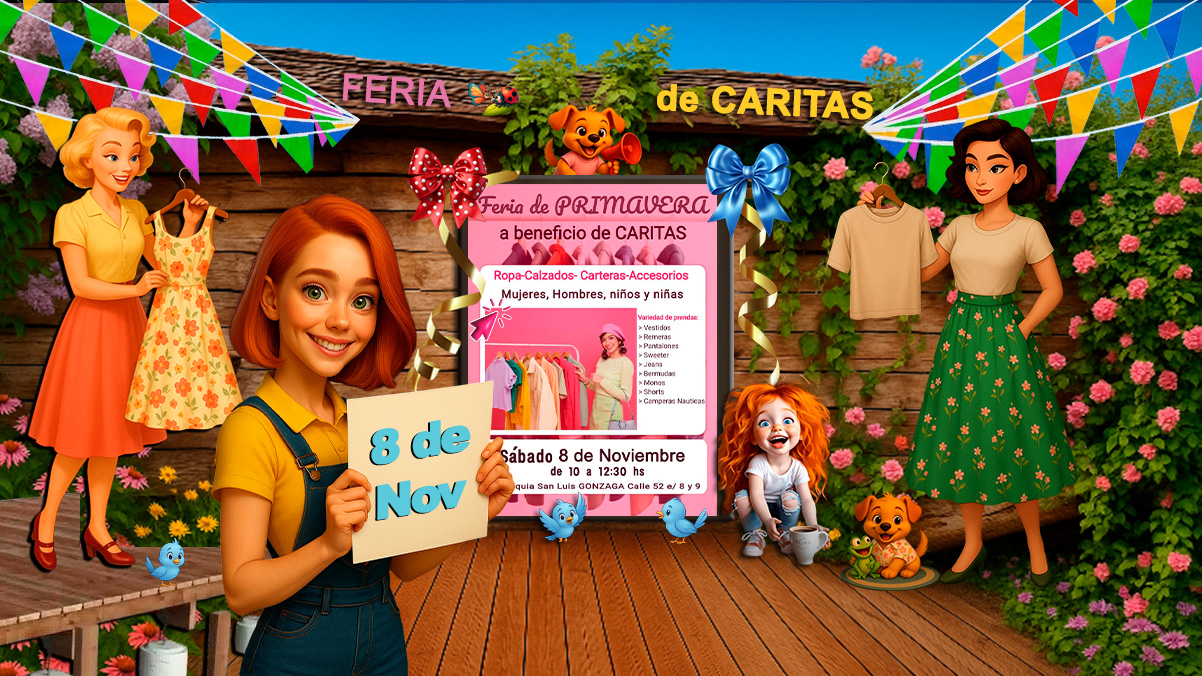 FERIA de CARITAS
Feria de PRIMAVERA
a beneficio de CARITAS
Ropa-Calzados- Carteras-Accesorios
Mujeres, Hombres, niños y niñas
Variedad de prendas:
> Vestidos
> Remeras
> Pantalones
> Sweter
> Jeans
> Bermudas
> Monos
> Shorts
> Camperas Nauticas
Sábado 8 de Noviembre
de 10 a 12:30 hs
quia San Luis GONZAGA Calle 52 e/ 8 y 9
8 de
Nov